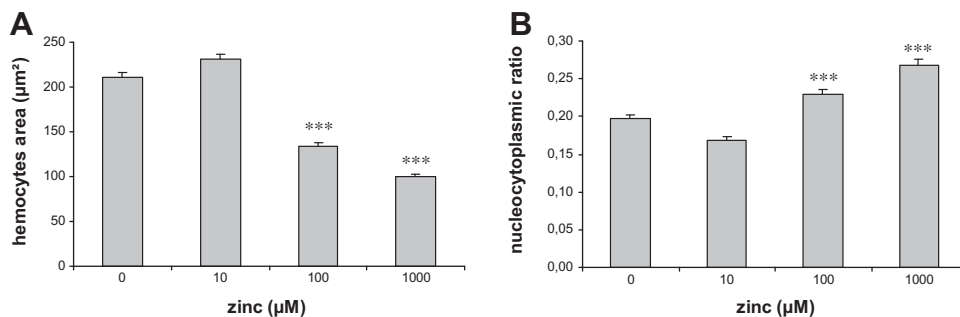 A
hemocytes area (µm²)
250
200
150
100
50
0
***
***
0 10 100 1000
zinc (µM)
B
nucleocytoplasmic ratio
0,30
0,25
0,20
0,15
0,10
0,05
0,00
***
***
0 10 100 1000
zinc (µM)